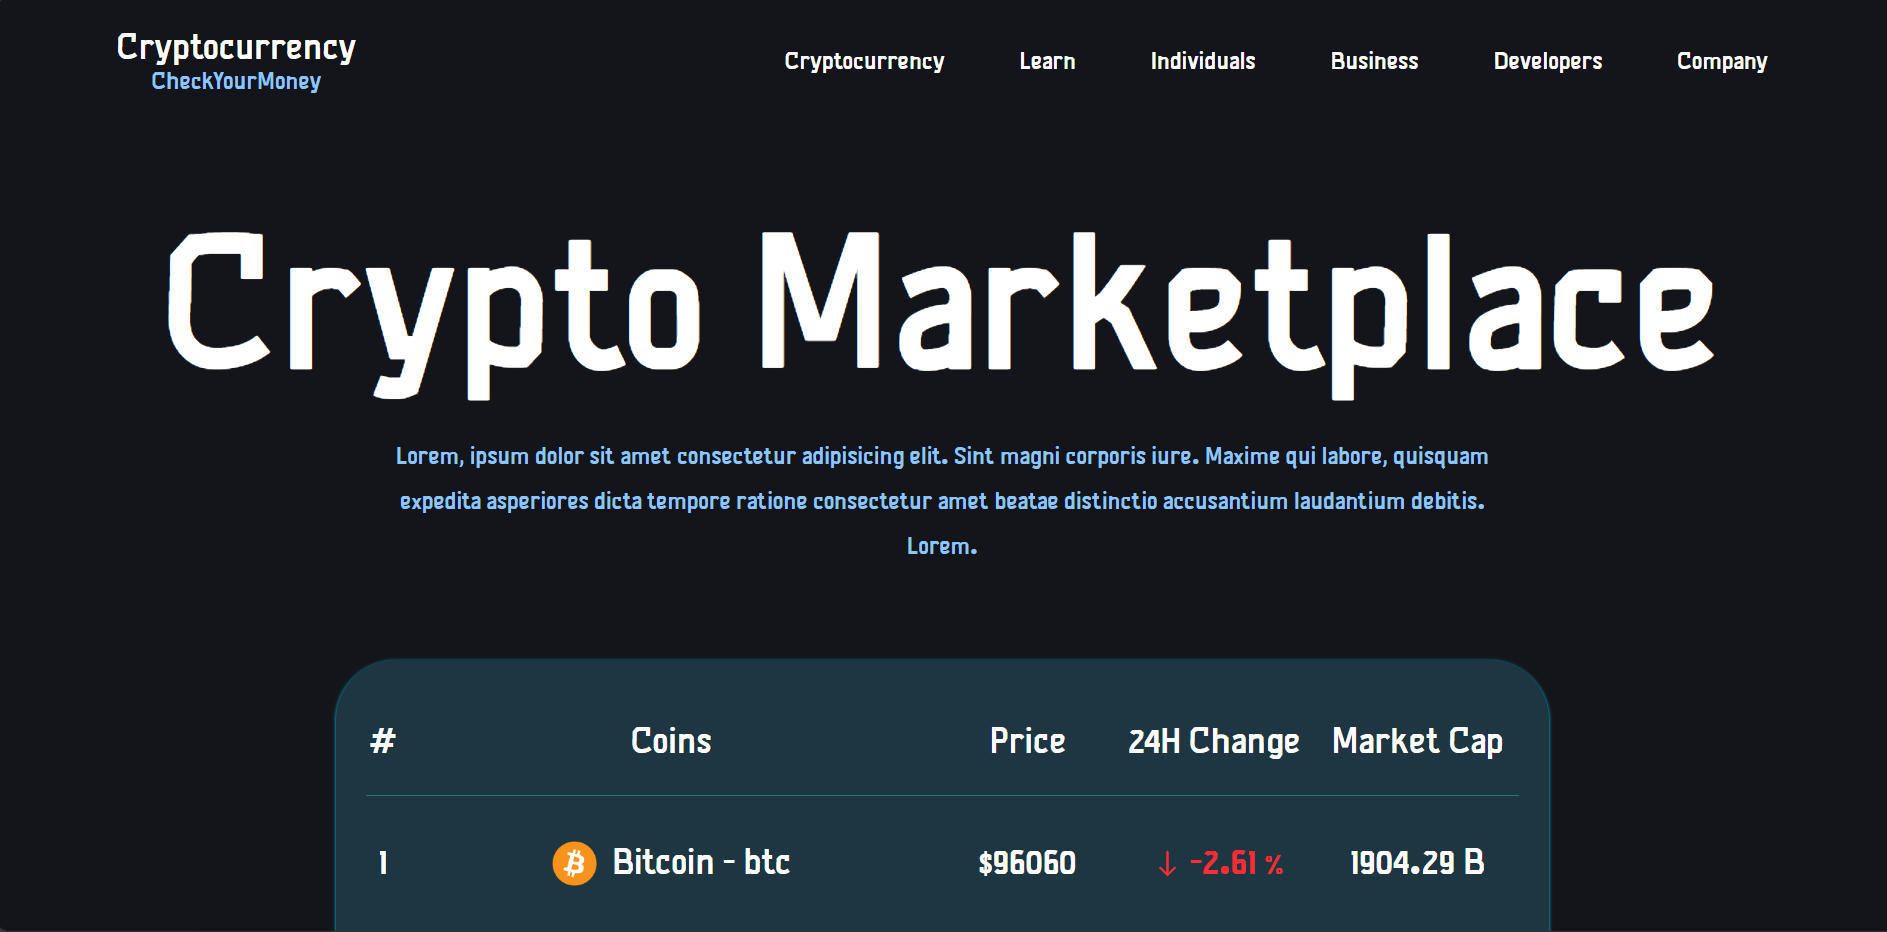 Cryptocurrency
CheckYourMoney
Cryptocurrency Learn Individuals Business Developers Company
Crypto Marketplace
Lorem, ipsum dolor sit amet consectetur adipisicing elit. Sint magni corporis iure. Maxime qui labore, quisquam
expedita asperiores dicta tempore ratione consectetur amet beatae distinctio accusantium laudantium debitis.
Lorem.
# Coins Price 24H Change Market Cap
1 Bitcoin - btc $96060 ↓ -2.61 % 1904.29 B